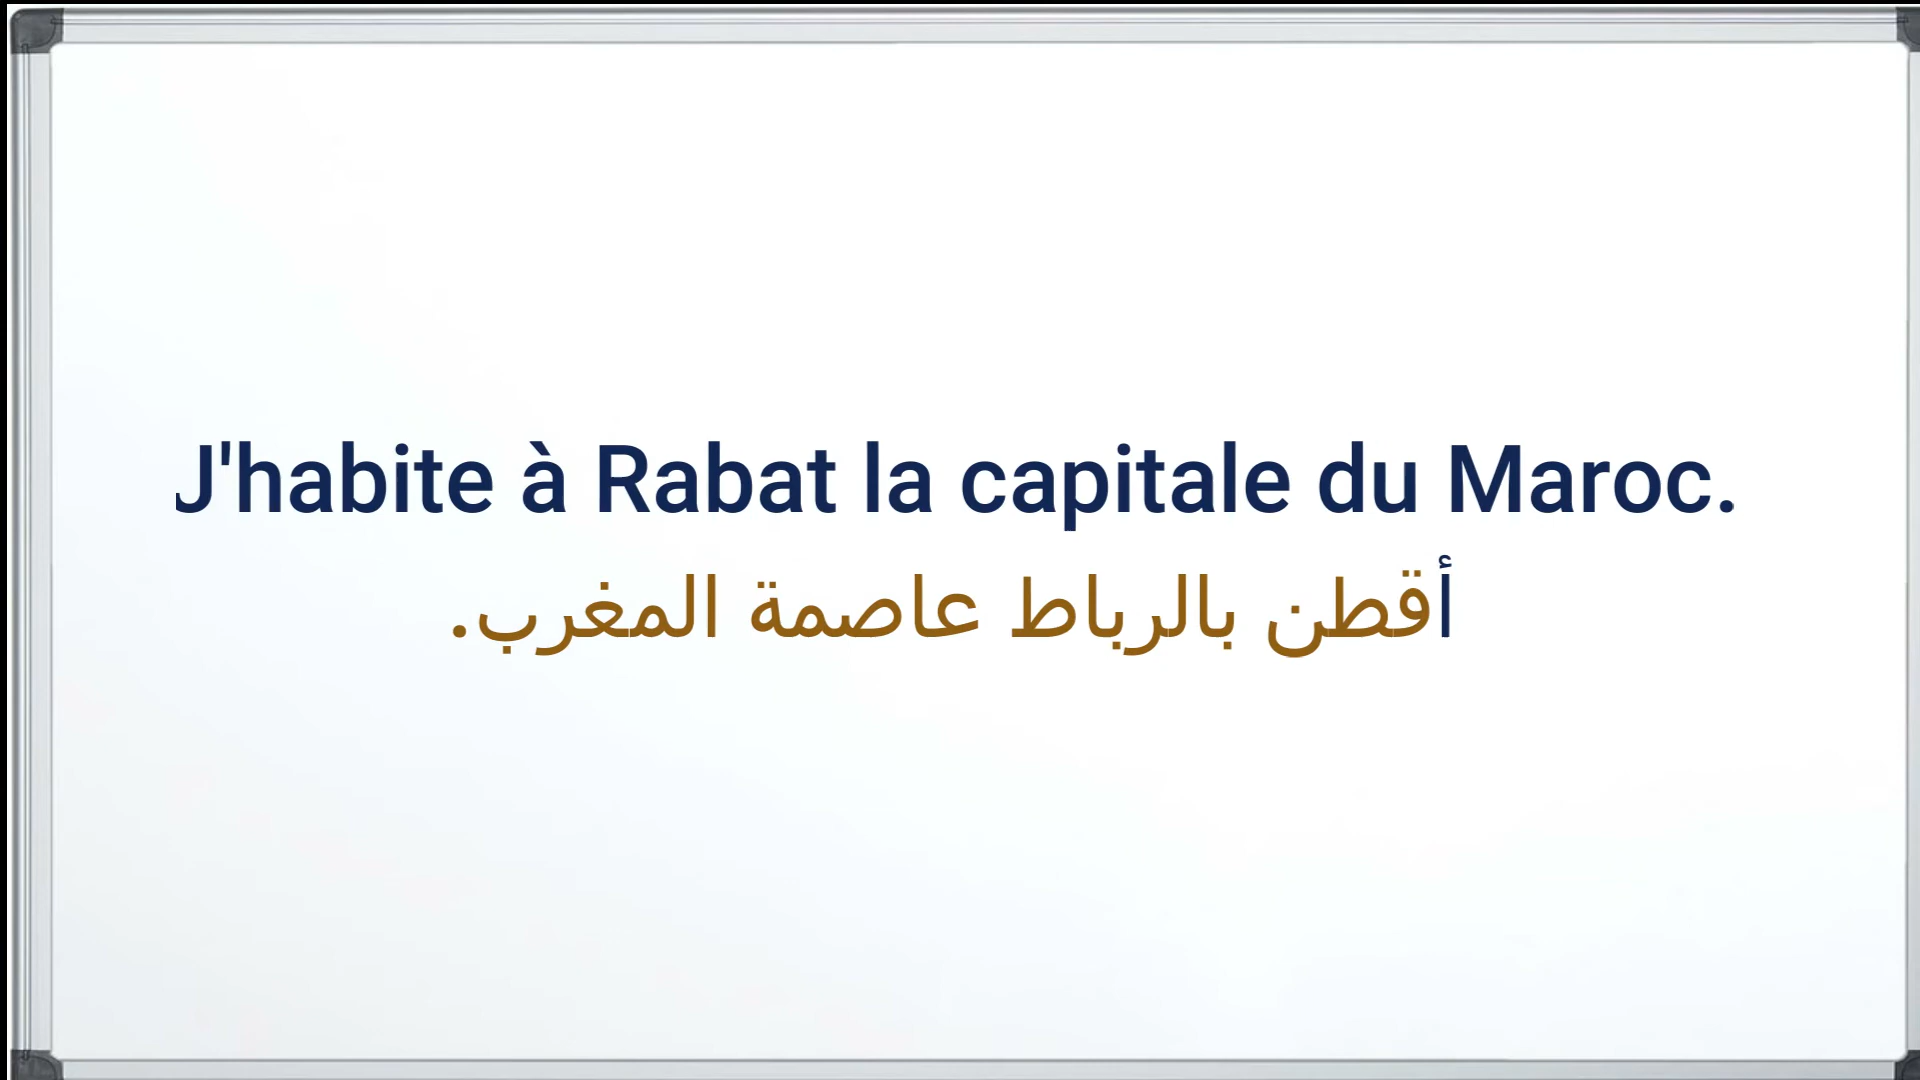 J'habite à Rabat la capitale du Maroc.
أقطن بالرباط عاصمة المغرب.